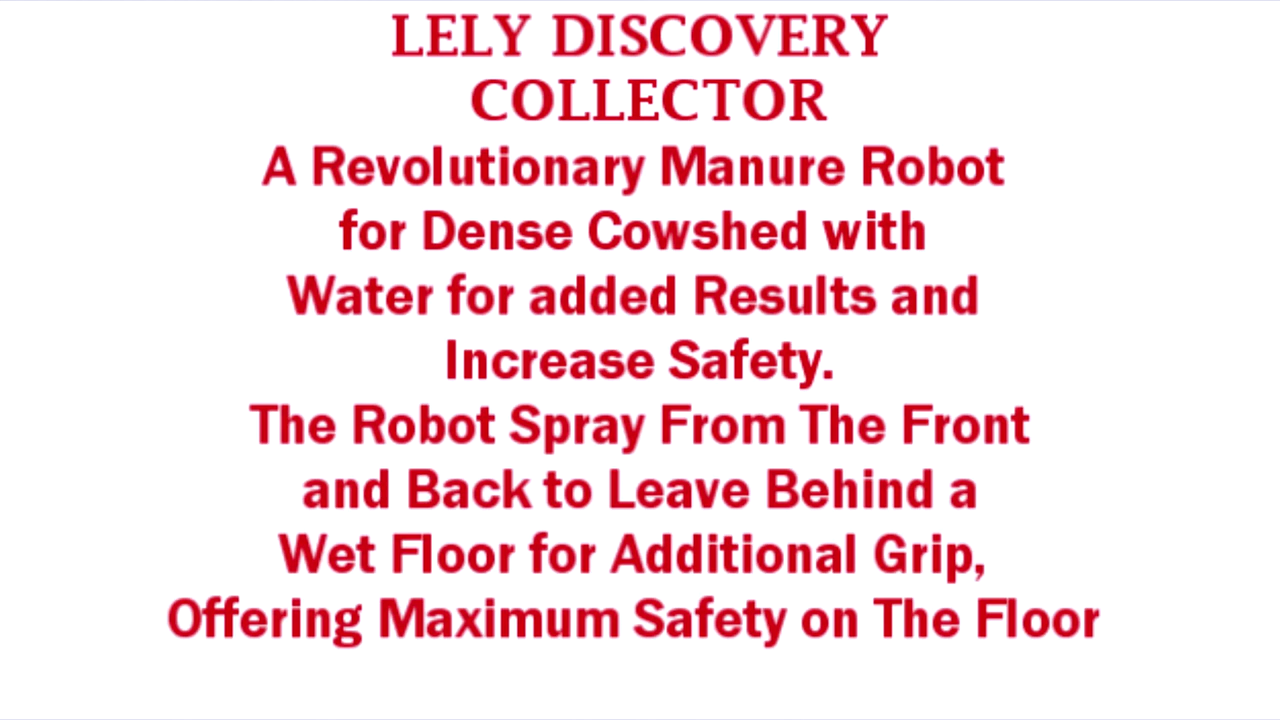 LELY DISCOVERY
COLLECTOR
A Revolutionary Manure Robot
for Dense Cowshed with
Water for added Results and
Increase Safety.
The Robot Spray From The Front
and Back to Leave Behind a
Wet Floor for Additional Grip,
Offering Maximum Safety on The Floor